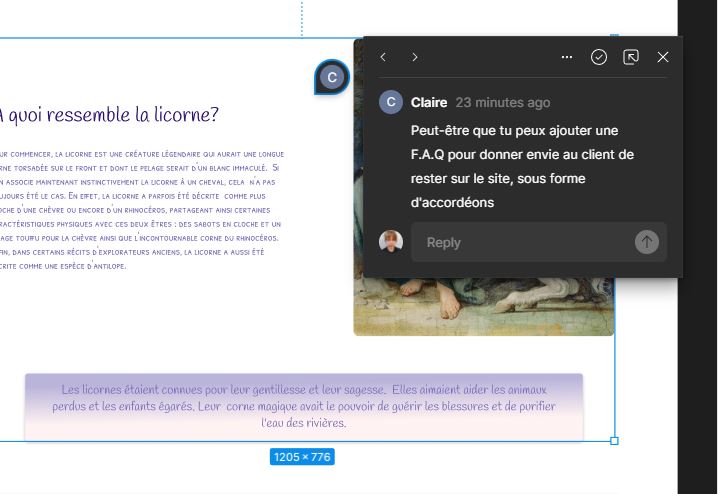 C
C Claire 23 minutes ago
Peut-être que tu peux ajouter une
F.A.Q pour donner envie au client de
rester sur le site, sous forme
d'accordéons
Reply
A quoi ressemble la licorne?
ur commencer, la licorne est une créature légendaire qui aurait une longue
rne torsadée sur le front et dont le pelage serait d'un blanc immaculé. Si
n associe maintenant instinctivement la licorne à un cheval, cela n'a pas
ujours été le cas. En effet, la licorne a parfois été décrite comme plus
oche d'une chèvre ou encore d'un rhinocéros, partageant ainsi certaines
ractéristiques physiques avec ces deux êtres : des sabots en cloche et un
lage touffu pour la chèvre ainsi que l'incontournable corne du rhinocéros.
fin, dans certains récits d'explorateurs anciens, la licorne a aussi été
crite comme une espèce d'antilope.
Les licornes étaient connues pour leur gentillesse et leur sagesse. Elles aimaient aider les animaux
perdus et les enfants égarés. Leur corne magique avait le pouvoir de guérir les blessures et de purifier
l'eau des rivières.
1205 × 776